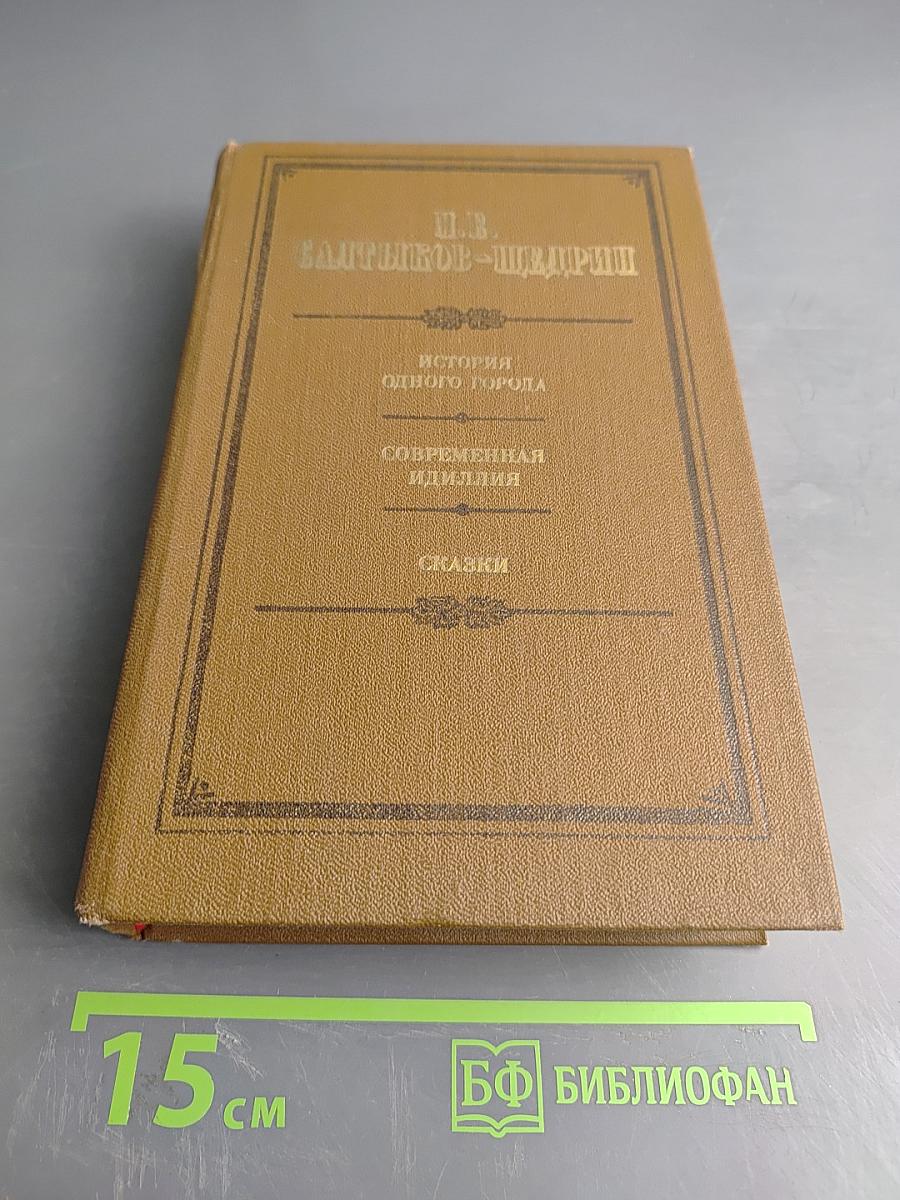 М.Е.
САЛТЫКОВ-ЩЕДРИН
ИСТОРИЯ
ОДНОГО ГОРОДА
СОВРЕМЕННАЯ
ИДИЛЛИЯ
СКАЗКИ
15 см
БФ БИБЛИОФАН